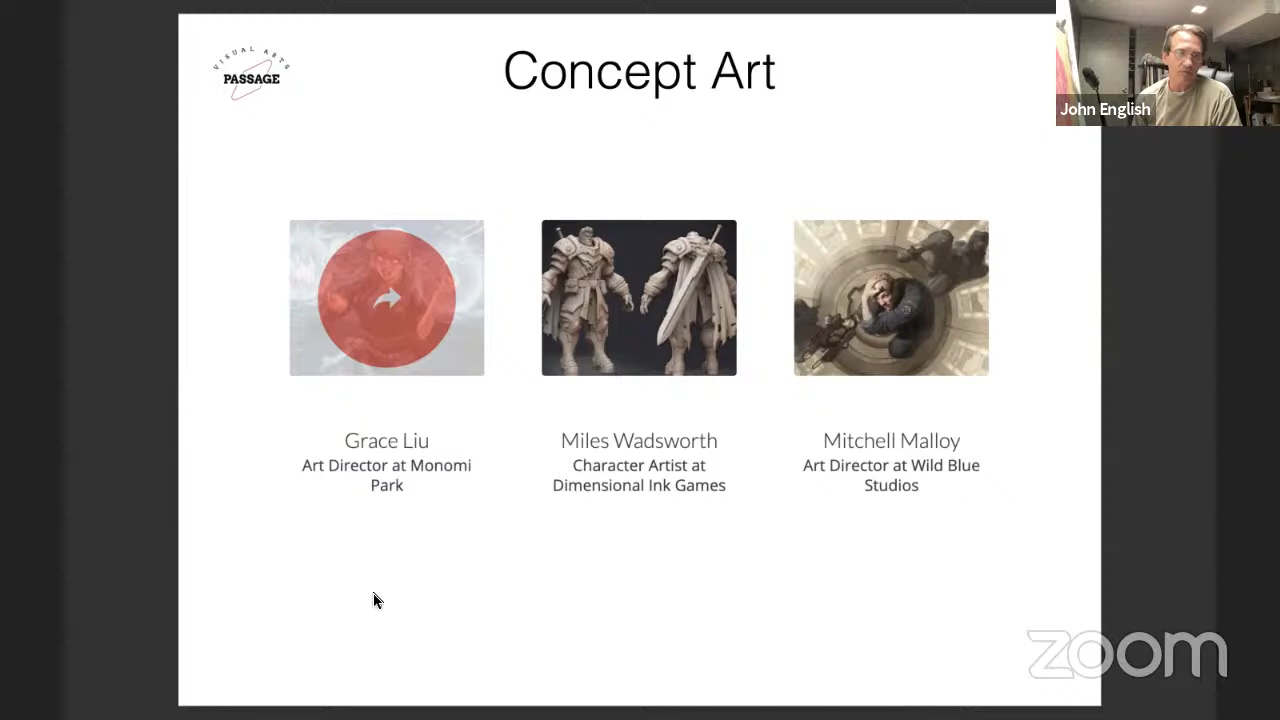 VISUAL ARTS
PASSAGE
Concept Art
John English
Grace Liu
Art Director at Monomi
Park
Miles Wadsworth
Character Artist at
Dimensional Ink Games
Mitchell Malloy
Art Director at Wild Blue
Studios
zoom